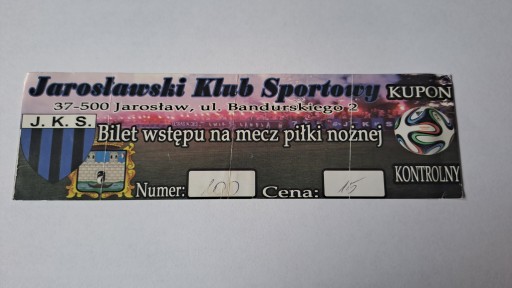 Jarosławski Klub Sportowy
37-500 Jarosław, ul. Bandurskiego 2
KUPON
J. K. S.
Bilet wstępu na mecz piłki nożnej
KONTROLNY
Numer: 100
Cena: 15